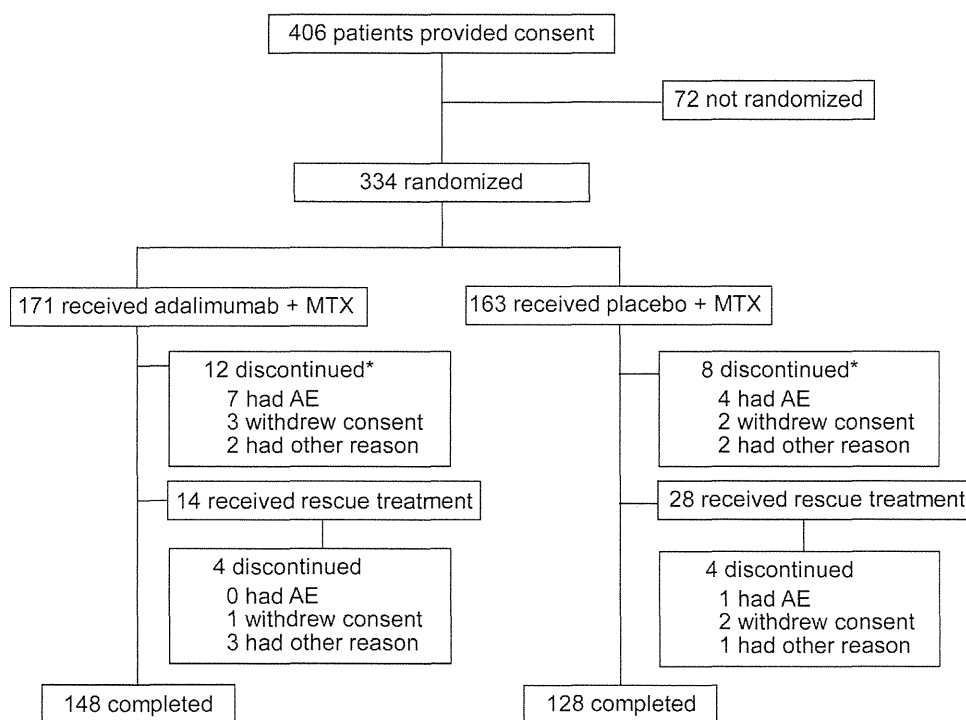 406 patients provided consent
72 not randomized
334 randomized
171 received adalimumab + MTX
163 received placebo + MTX
12 discontinued*
7 had AE
3 withdrew consent
2 had other reason
8 discontinued*
4 had AE
2 withdrew consent
2 had other reason
14 received rescue treatment
28 received rescue treatment
4 discontinued
0 had AE
1 withdrew consent
3 had other reason
4 discontinued
1 had AE
2 withdrew consent
1 had other reason
148 completed
128 completed